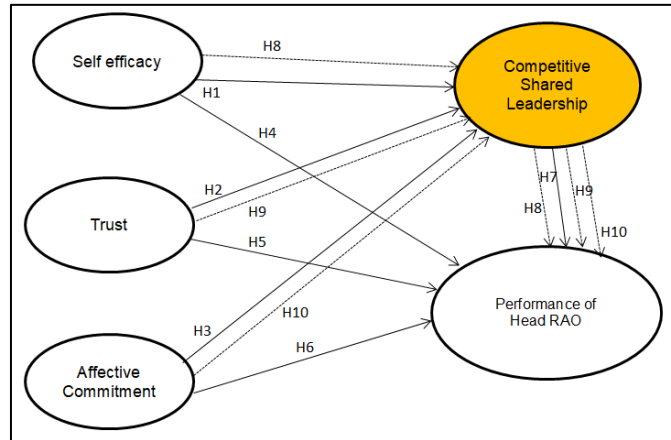 H8
Self efficacy
Competitive
Shared
Leadership
H1
H4
H2
H7
H9
H9
H8
Trust
H10
H5
Performance of
Head RAO
H10
H3
H6
Affective
Commitment